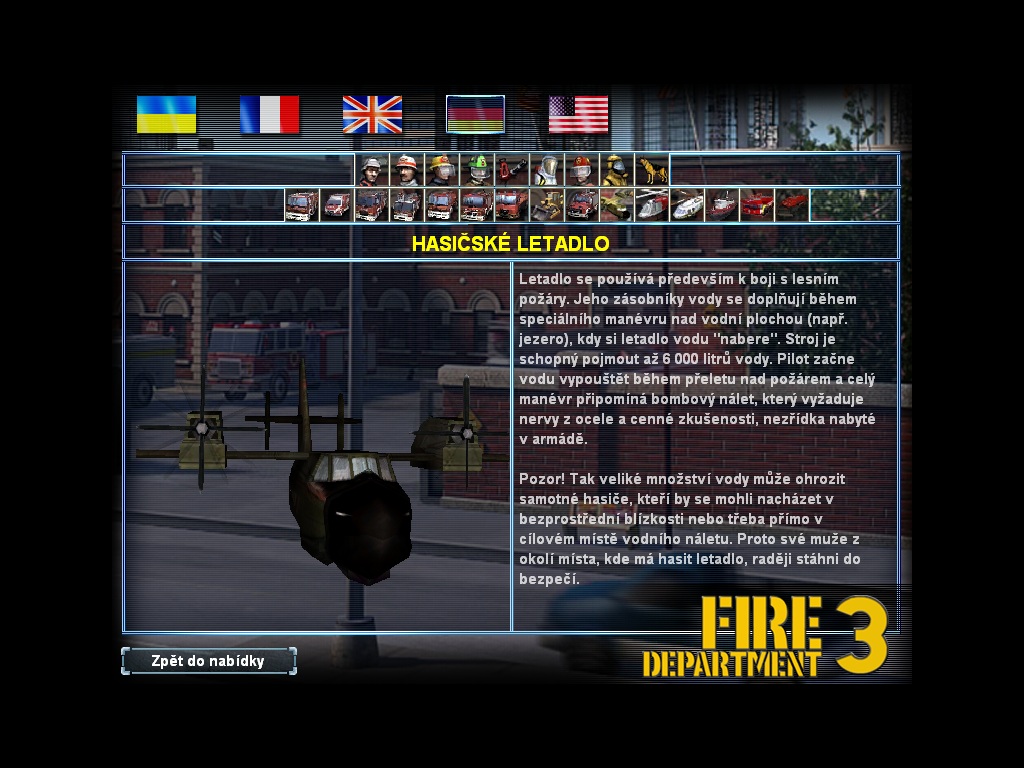 HASIČSKÉ LETADLO
Letadlo se používá především k boji s lesním
požáry. Jeho zásobníky vody se doplňují během
speciálního manévru nad vodní plochou (např.
jezero), kdy si letadlo vodu "nabere". Stroj je
schopný pojmout až 6 000 litrů vody. Pilot začne
vodu vypouštět během přeletu nad požárem a celý
manévr připomíná bombový nálet, který vyžaduje
nervy z ocele a cenné zkušenosti, nezřídka nabyté
v armádě.
Pozor! Tak veliké množství vody může ohrozit
samotné hasiče, kteří by se mohli nacházet v
bezprostřední blízkosti nebo třeba přímo v
cílovém místě vodního náletu. Proto své muže z
okolí místa, kde má hasit letadlo, raději stáhni do
bezpečí.
FIRE
DEPARTMENT 3
Zpět do nabídky